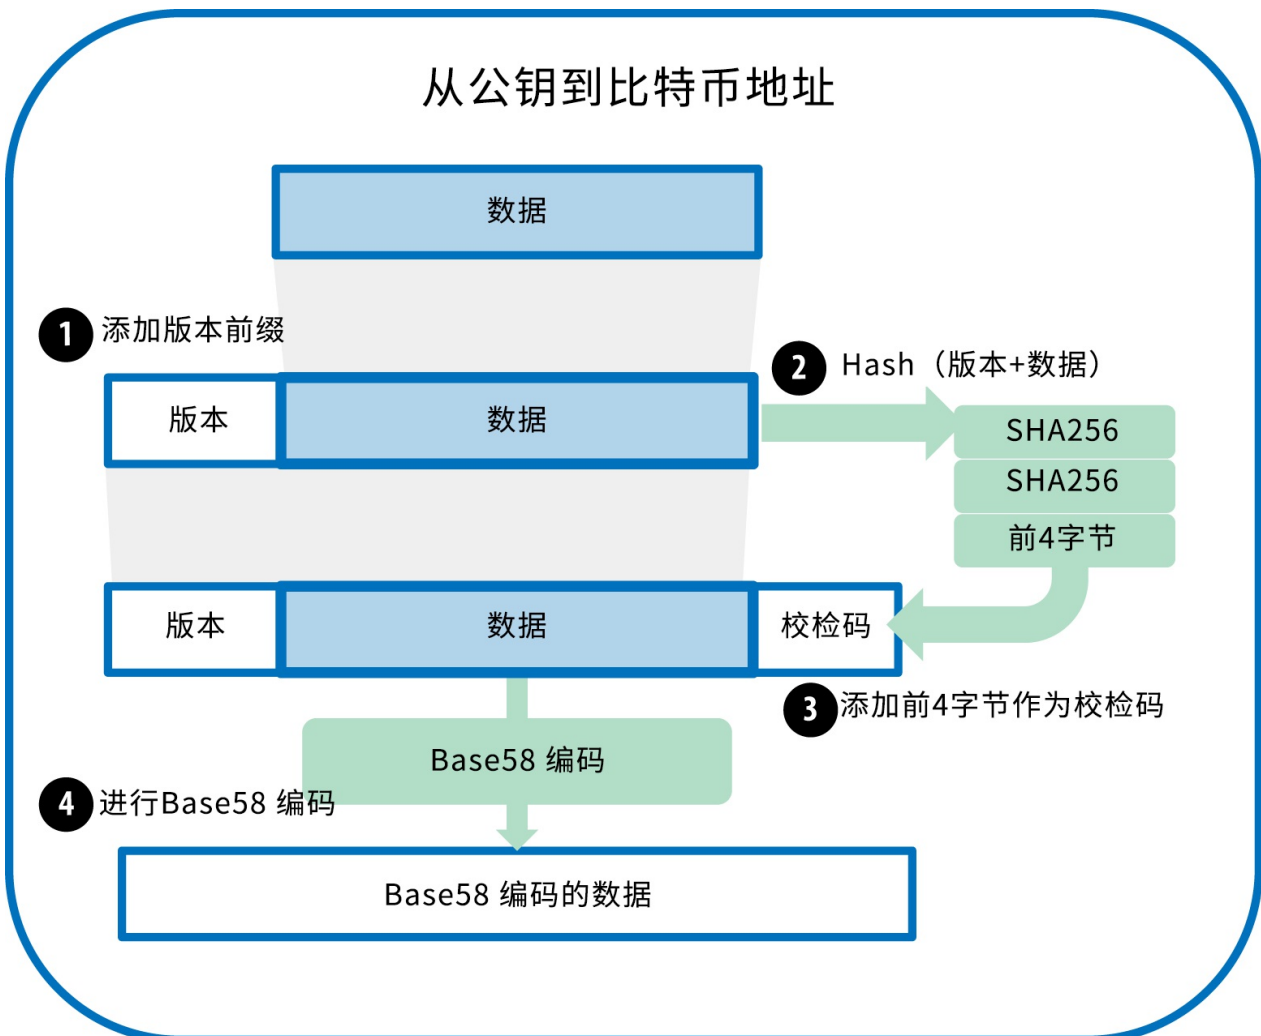 从公钥到比特币地址
数据
1 添加版本前缀
2 Hash（版本+数据）
版本 数据
SHA256
SHA256
前4字节
版本 数据 校检码
3 添加前4字节作为校检码
Base58 编码
4 进行Base58 编码
Base58 编码的数据